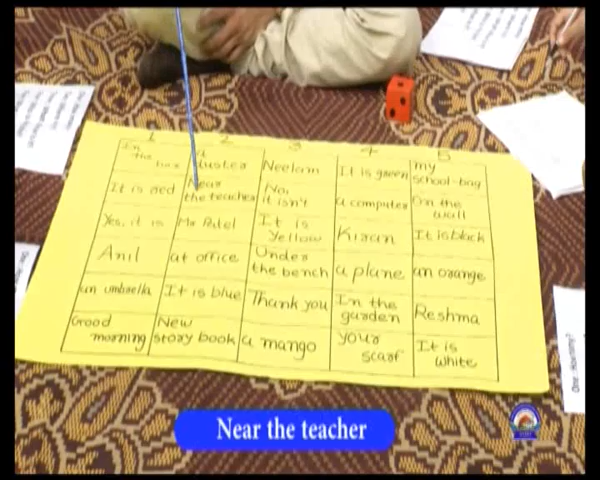 1 2 3 4 5
In the box
a duster
Neelam
It is green
my school-bag
It is red
Near the teacher
No, it isn't
a computer
On the wall
Yes, it is
Mr Patel
It is yellow
Kiran
It is black
Anil
at office
Under the bench
a plane
an orange
an umbrella
It is blue
Thank you
In the garden
Reshma
Good morning
New story book
a mango
your scarf
It is white
Near the teacher